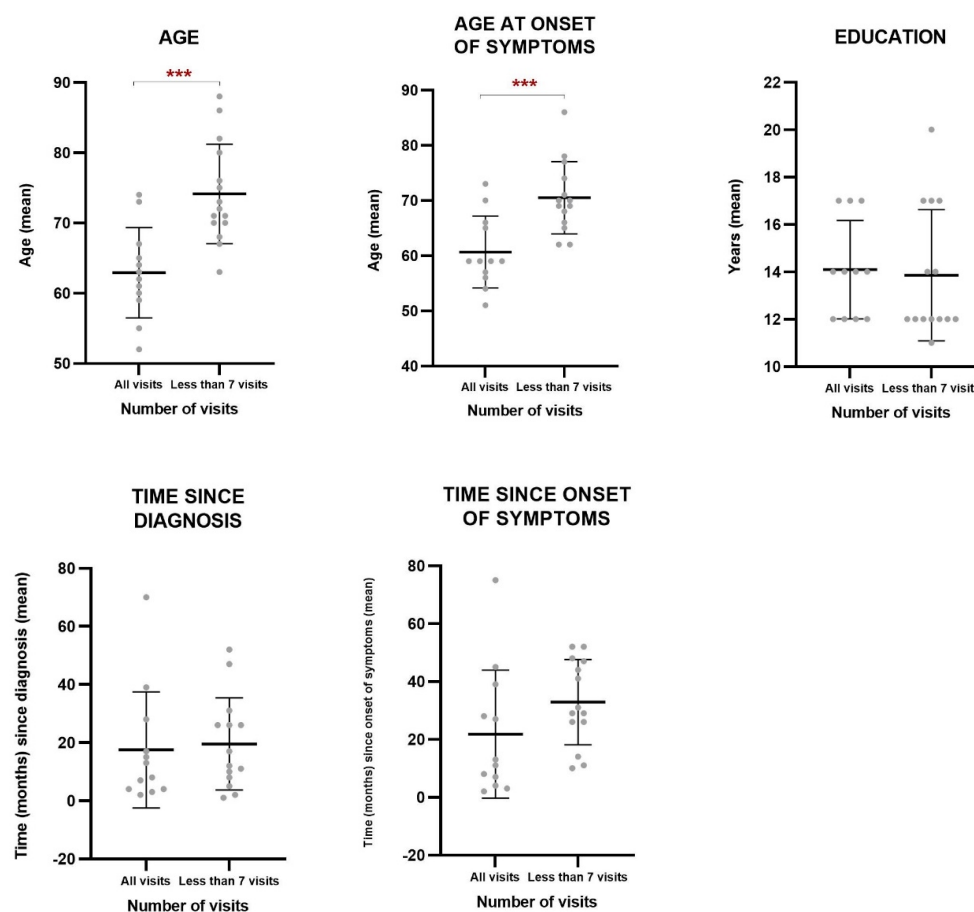 AGE
***
Age (mean)
90
80
70
60
50
All visits
Less than 7 visits
Number of visits
AGE AT ONSET
OF SYMPTOMS
***
Age (mean)
90
80
70
60
50
40
All visits
Less than 7 visits
Number of visits
EDUCATION
Years (mean)
22
20
18
16
14
12
10
All visits
Less than 7 visit
Number of visits
TIME SINCE
DIAGNOSIS
Time (months) since diagnosis (mean)
80
60
40
20
0
-20
All visits
Less than 7 visits
Number of visits
TIME SINCE ONSET
OF SYMPTOMS
Time (months) since onset of symptoms (mean)
80
60
40
20
0
-20
All visits
Less than 7 visits
Number of visits